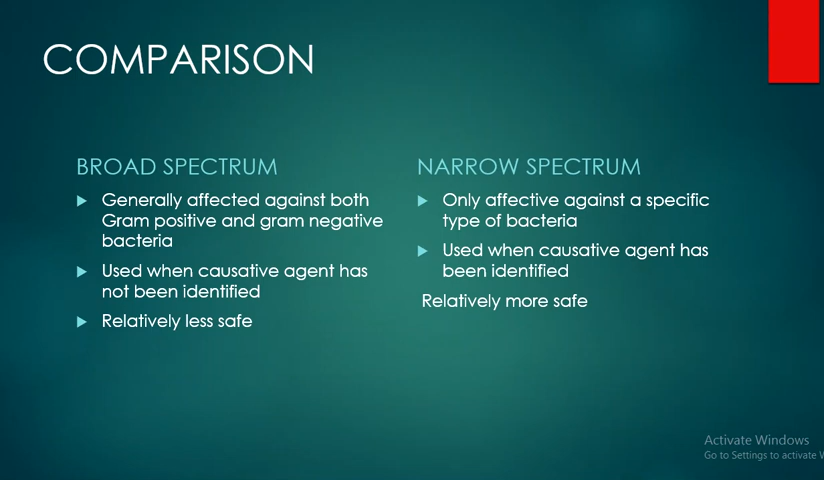 COMPARISON
BROAD SPECTRUM
Generally affected against both
Gram positive and gram negative
bacteria
Used when causative agent has
not been identified
Relatively less safe
NARROW SPECTRUM
Only affective against a specific
type of bacteria
Used when causative agent has
been identified
Relatively more safe
Activate Windows
Go to Settings to activate W